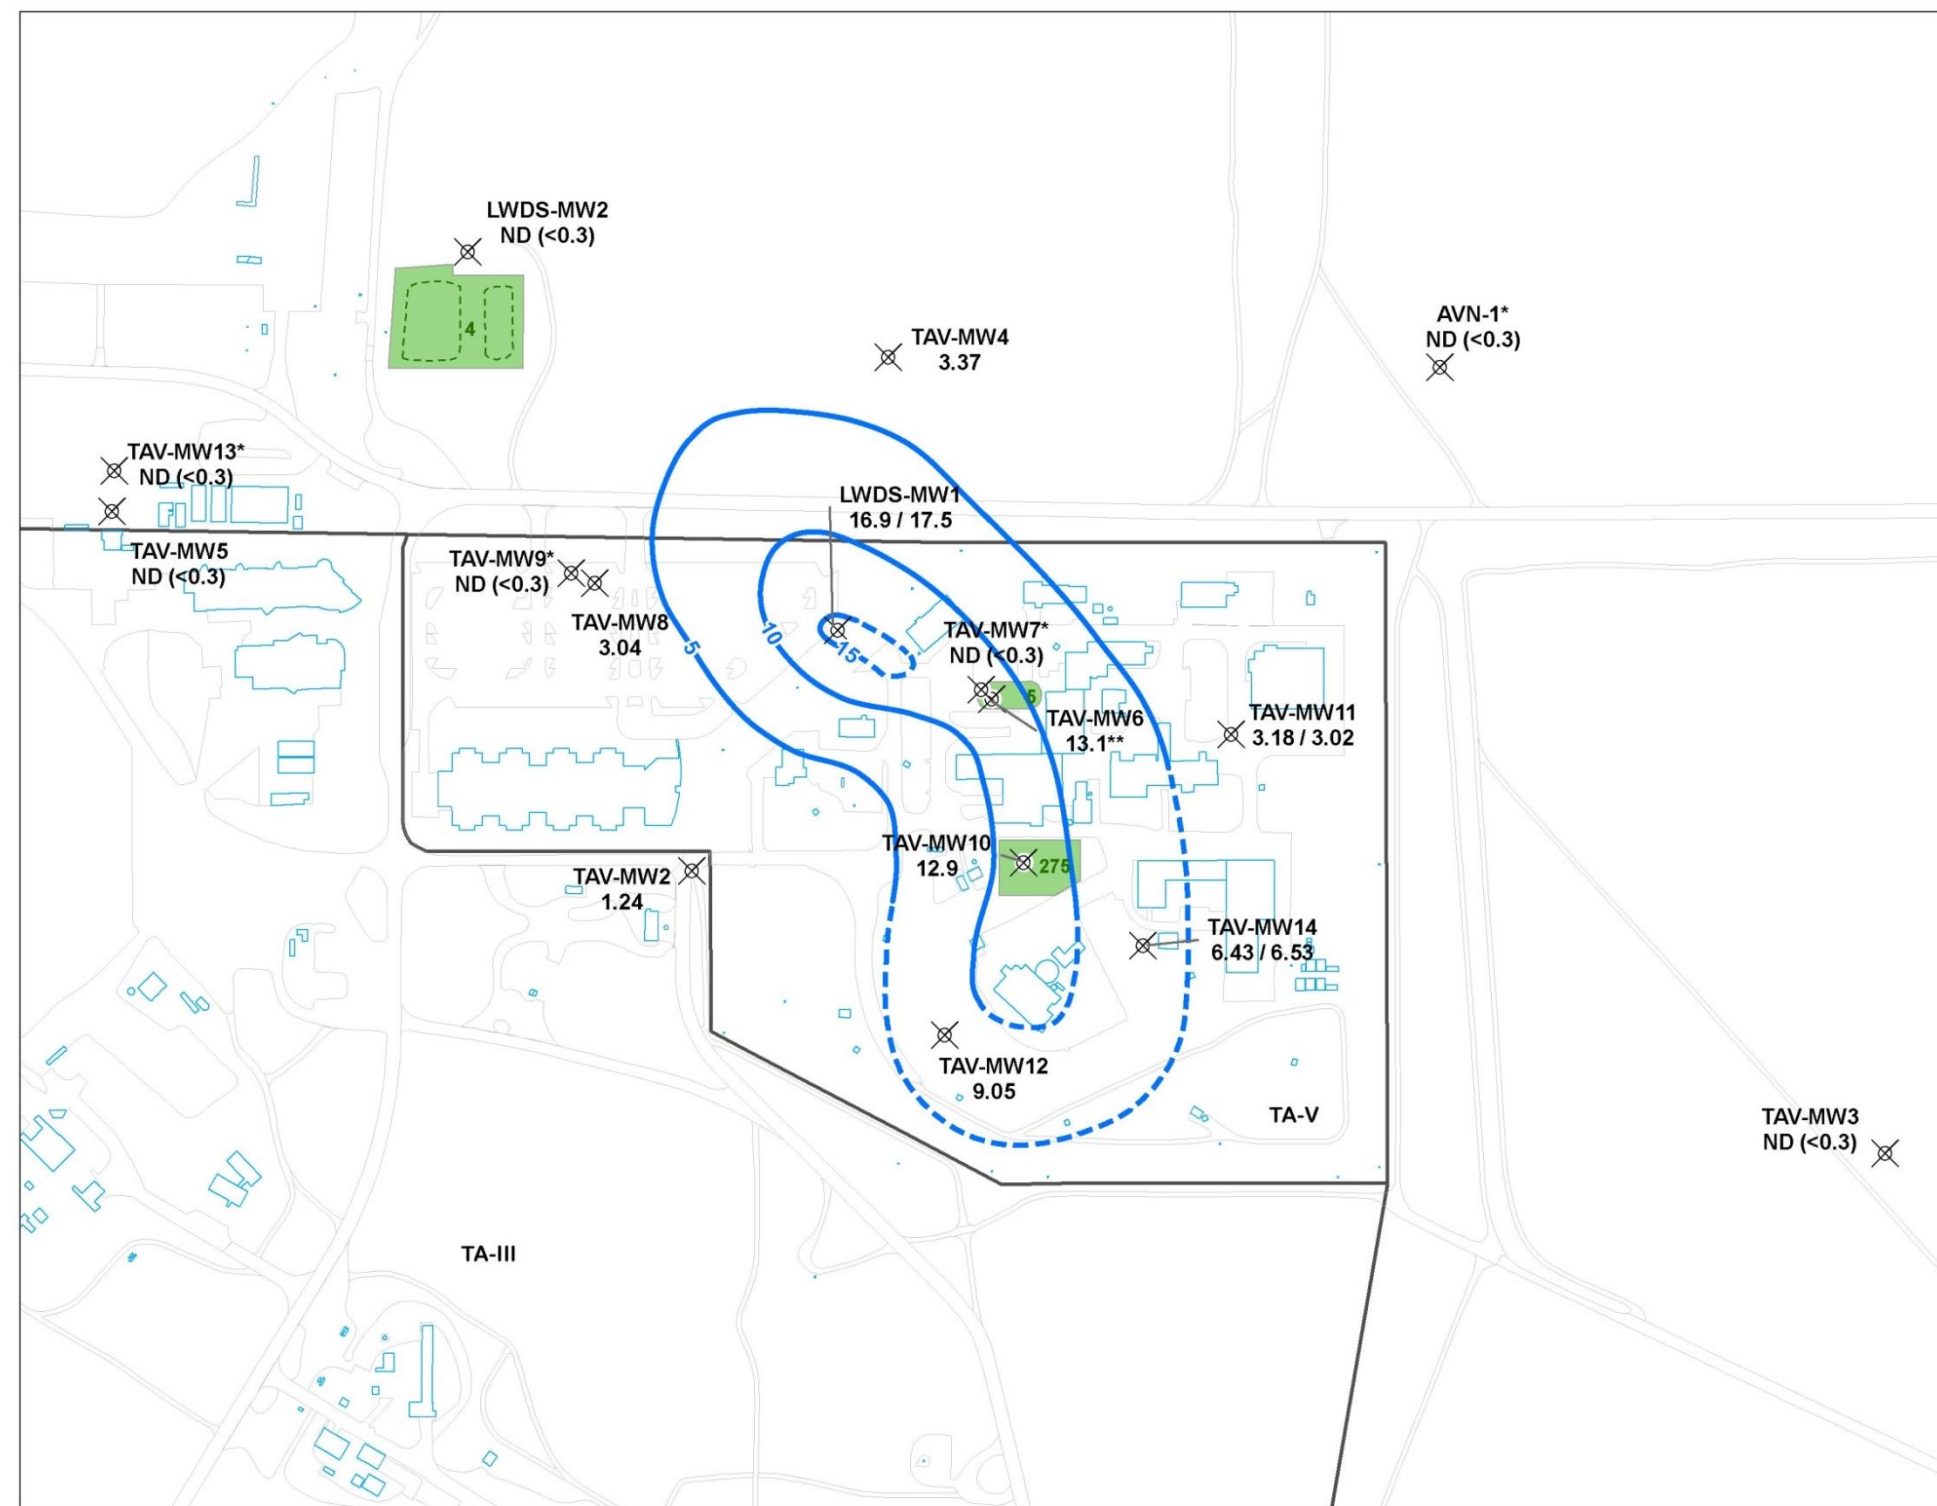 LWDS-MW2
ND (<0.3)
4
TAV-MW4
3.37
AVN-1*
ND (<0.3)
TAV-MW13*
ND (<0.3)
LWDS-MW1
16.9 / 17.5
TAV-MW5
ND (<0.3)
TAV-MW9*
ND (<0.3)
TAV-MW8
3.04
5
10
15
TAV-MW7*
ND (<0.3)
5
TAV-MW6
13.1**
TAV-MW11
3.18 / 3.02
TAV-MW10
12.9
275
TAV-MW2
1.24
TAV-MW14
6.43 / 6.53
TAV-MW12
9.05
TA-V
TAV-MW3
ND (<0.3)
TA-III